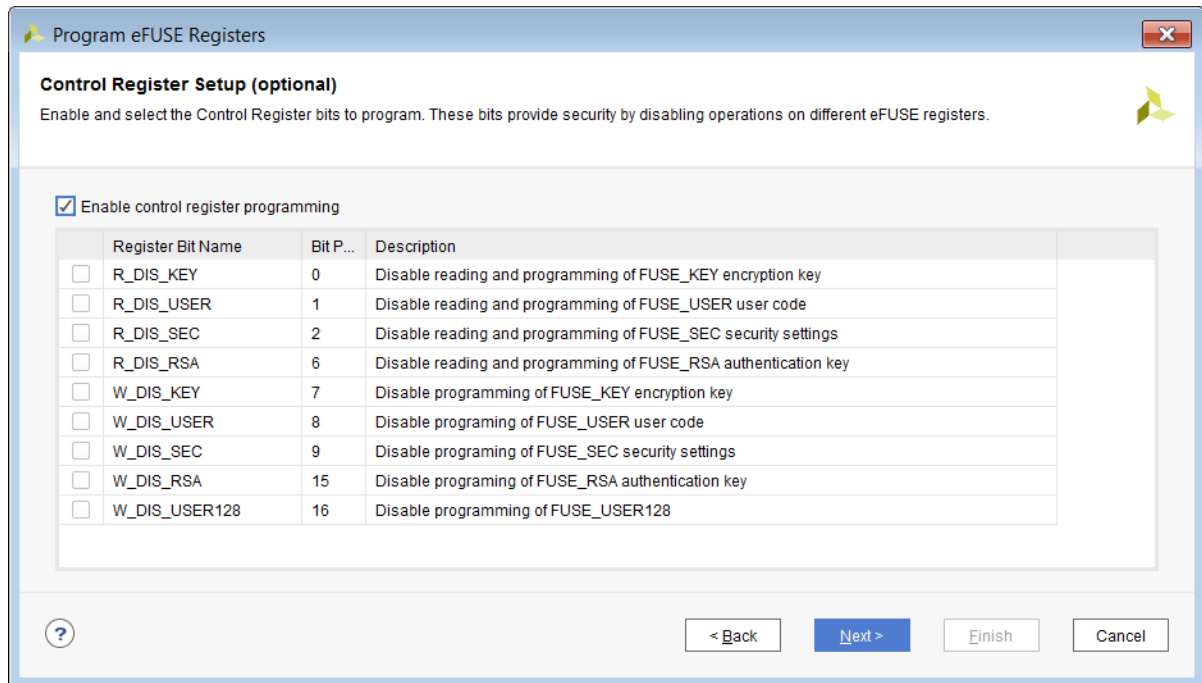 Program eFUSE Registers
Control Register Setup (optional)
Enable and select the Control Register bits to program. These bits provide security by disabling operations on different eFUSE registers.
Enable control register programming
Register Bit Name Bit P... Description
R_DIS_KEY 0 Disable reading and programming of FUSE_KEY encryption key
R_DIS_USER 1 Disable reading and programming of FUSE_USER user code
R_DIS_SEC 2 Disable reading and programming of FUSE_SEC security settings
R_DIS_RSA 6 Disable reading and programming of FUSE_RSA authentication key
W_DIS_KEY 7 Disable programming of FUSE_KEY encryption key
W_DIS_USER 8 Disable programing of FUSE_USER user code
W_DIS_SEC 9 Disable programing of FUSE_SEC security settings
W_DIS_RSA 15 Disable programing of FUSE_RSA authentication key
W_DIS_USER128 16 Disable programming of FUSE_USER128
? < Back Next > Finish Cancel